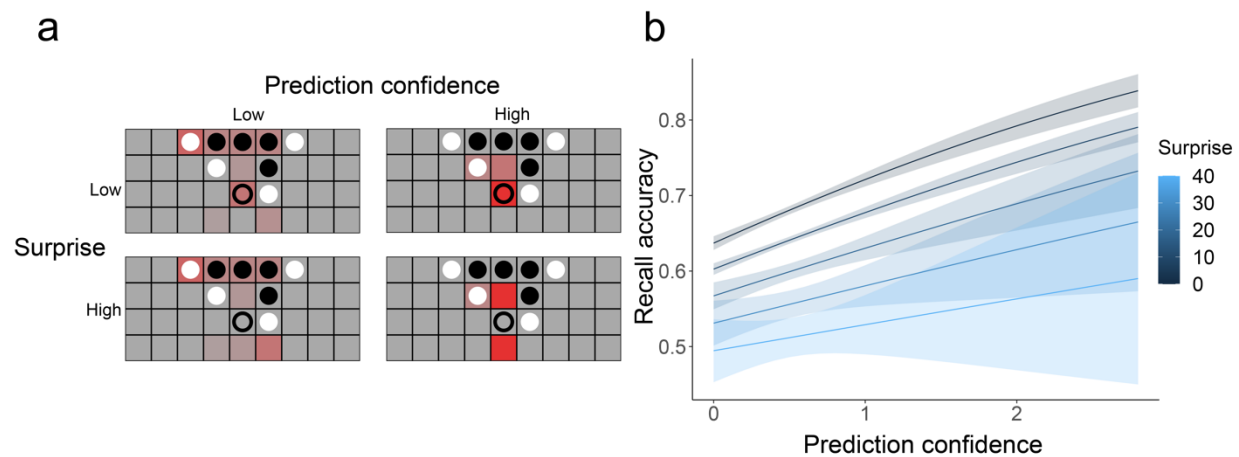 a
Prediction confidence
Low
High
Low
Surprise
High
b
Recall accuracy
0.8
0.7
0.6
0.5
0
1
2
Prediction confidence
Surprise
40
30
20
10
0